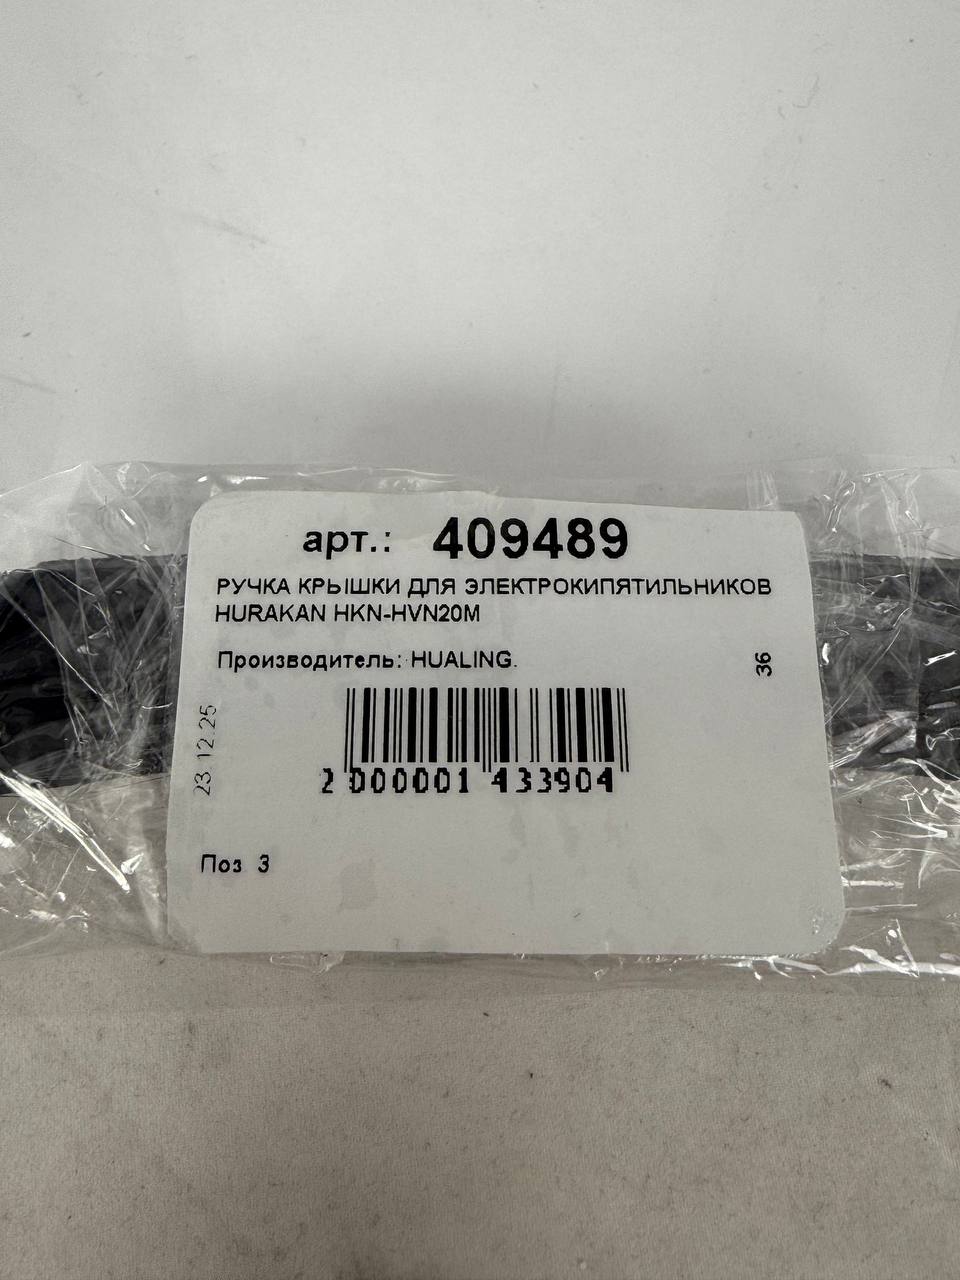 арт.: 409489
РУЧКА КРЫШКИ ДЛЯ ЭЛЕКТРОКИПЯТИЛЬНИКОВ
HURAKAN HKN-HVN20M
Производитель: HUALING.
36
23.12.25
2 000001 433904
Поз 3